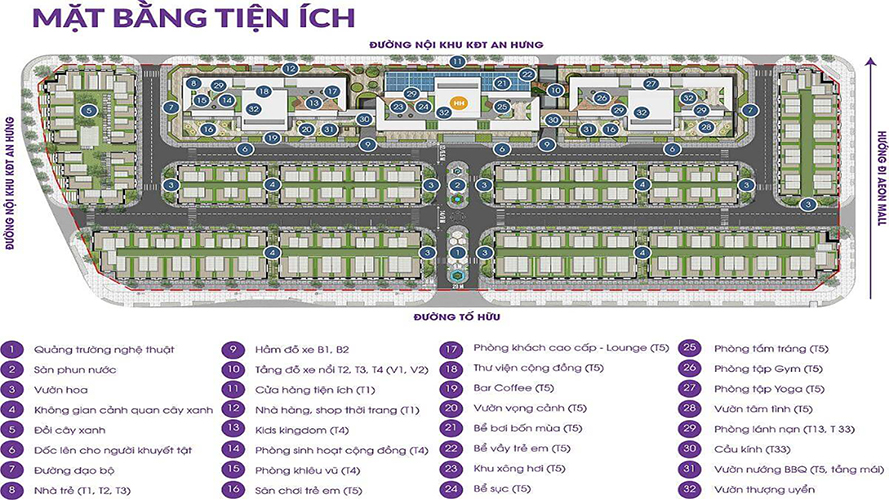 MẶT BẰNG TIỆN ÍCH
ĐƯỜNG NỘI KHU KĐT AN HƯNG
ĐƯỜNG NỘI KHU KĐT AN HƯNG
HƯỚNG ĐI AEON MALL
HH
20 M
ĐƯỜNG TỐ HỮU
1 Quảng trường nghệ thuật
2 Sân phun nước
3 Vườn hoa
4 Không gian cảnh quan cây xanh
5 Đồi cây xanh
6 Dốc lên cho người khuyết tật
7 Đường dạo bộ
8 Nhà trẻ (T1, T2, T3)
9 Hầm đỗ xe B1, B2
10 Tầng đỗ xe nổi T2, T3, T4 (V1, V2)
11 Cửa hàng tiện ích (T1)
12 Nhà hàng, shop thời trang (T1)
13 Kids kingdom (T4)
14 Phòng sinh hoạt cộng đồng (T4)
15 Phòng khiêu vũ (T4)
16 Sân chơi trẻ em (T5)
17 Phòng khách cao cấp - Lounge (T5)
18 Thư viện cộng đồng (T5)
19 Bar Coffee (T5)
20 Vườn vọng cảnh (T5)
21 Bể bơi bốn mùa (T5)
22 Bể vầy trẻ em (T5)
23 Khu xông hơi (T5)
24 Bể sục (T5)
25 Phòng tắm tráng (T5)
26 Phòng tập Gym (T5)
27 Phòng tập Yoga (T5)
28 Vườn tâm tình (T5)
29 Phòng lánh nạn (T13, T 33)
30 Cầu kính (T33)
31 Vườn nướng BBQ (T5, tầng mái)
32 Vườn thượng uyển